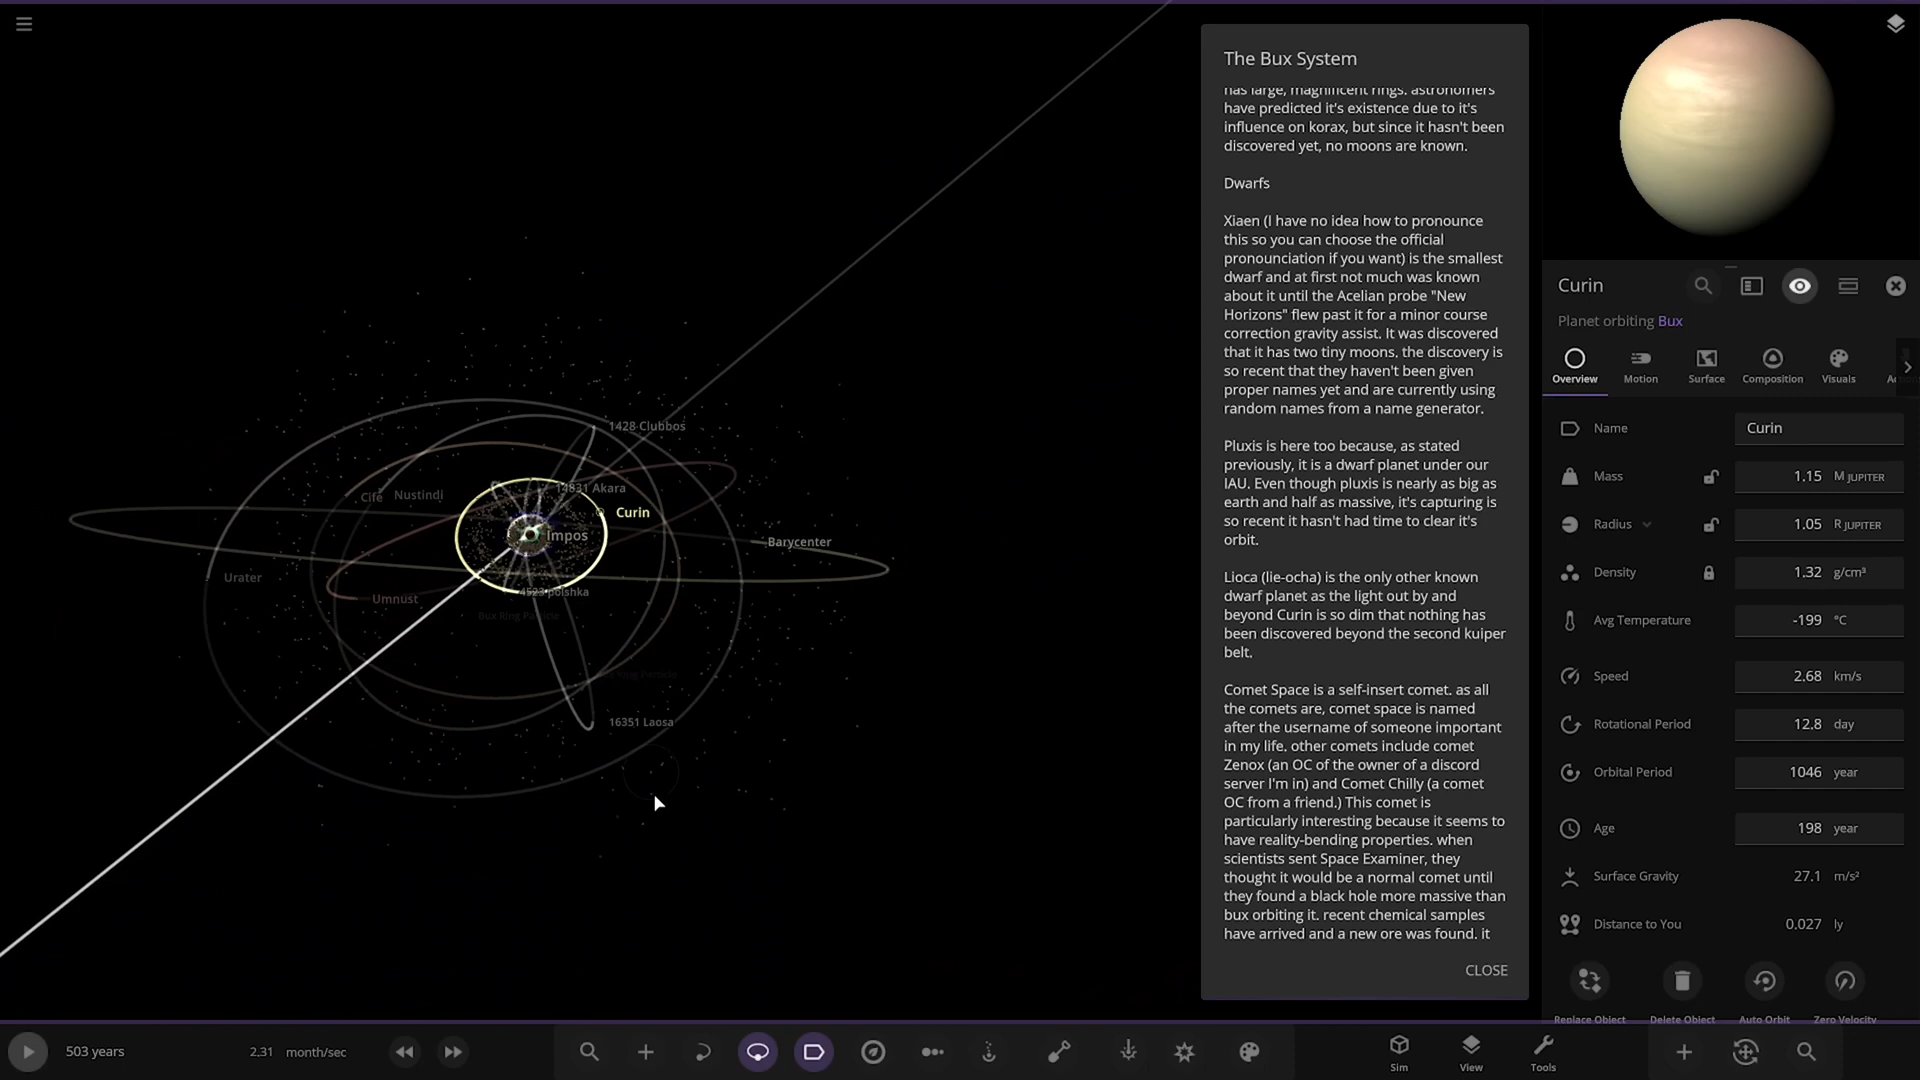 The Bux System
has large, magnificent rings. astronomers
have predicted it's existence due to it's
influence on korax, but since it hasn't been
discovered yet, no moons are known.
Dwarfs
Xiaen (I have no idea how to pronounce
this so you can choose the official
pronounciation if you want) is the smallest
dwarf and at first not much was known
about it until the Acelian probe "New
Horizons" flew past it for a minor course
correction gravity assist. It was discovered
that it has two tiny moons. the discovery is
so recent that they haven't been given
proper names yet and are currently using
random names from a name generator.
Pluxis is here too because, as stated
previously, it is a dwarf planet under our
IAU. Even though pluxis is nearly as big as
earth and half as massive, it's capturing is
so recent it hasn't had time to clear it's
orbit.
Lioca (lie-ocha) is the only other known
dwarf planet as the light out by and
beyond Curin is so dim that nothing has
been discovered beyond the second kuiper
belt.
Comet Space is a self-insert comet. as all
the comets are, comet space is named
after the username of someone important
in my life. other comets include comet
Zenox (an OC of the owner of a discord
server I'm in) and Comet Chilly (a comet
OC from a friend.) This comet is
particularly interesting because it seems to
have reality-bending properties. when
scientists sent Space Examiner, they
thought it would be a normal comet until
they found a black hole more massive than
bux orbiting it. recent chemical samples
have arrived and a new ore was found. it
CLOSE
1428 Clubbos
14831 Akara
Cife
Nustindi
Curin
Impos
Barycenter
Urater
Umnust
4523 polshka
Bux Ring Particle
16351 Laosa
Curin
Planet orbiting Bux
Overview
Motion
Surface
Composition
Visuals
Name Curin
Mass 1.15 M JUPITER
Radius 1.05 R JUPITER
Density 1.32 g/cm³
Avg Temperature -199 °C
Speed 2.68 km/s
Rotational Period 12.8 day
Orbital Period 1046 year
Age 198 year
Surface Gravity 27.1 m/s²
Distance to You 0.027 ly
Replace Object
Delete Object
Auto Orbit
Zero Velocity
503 years
2.31 month/sec
Sim
View
Tools